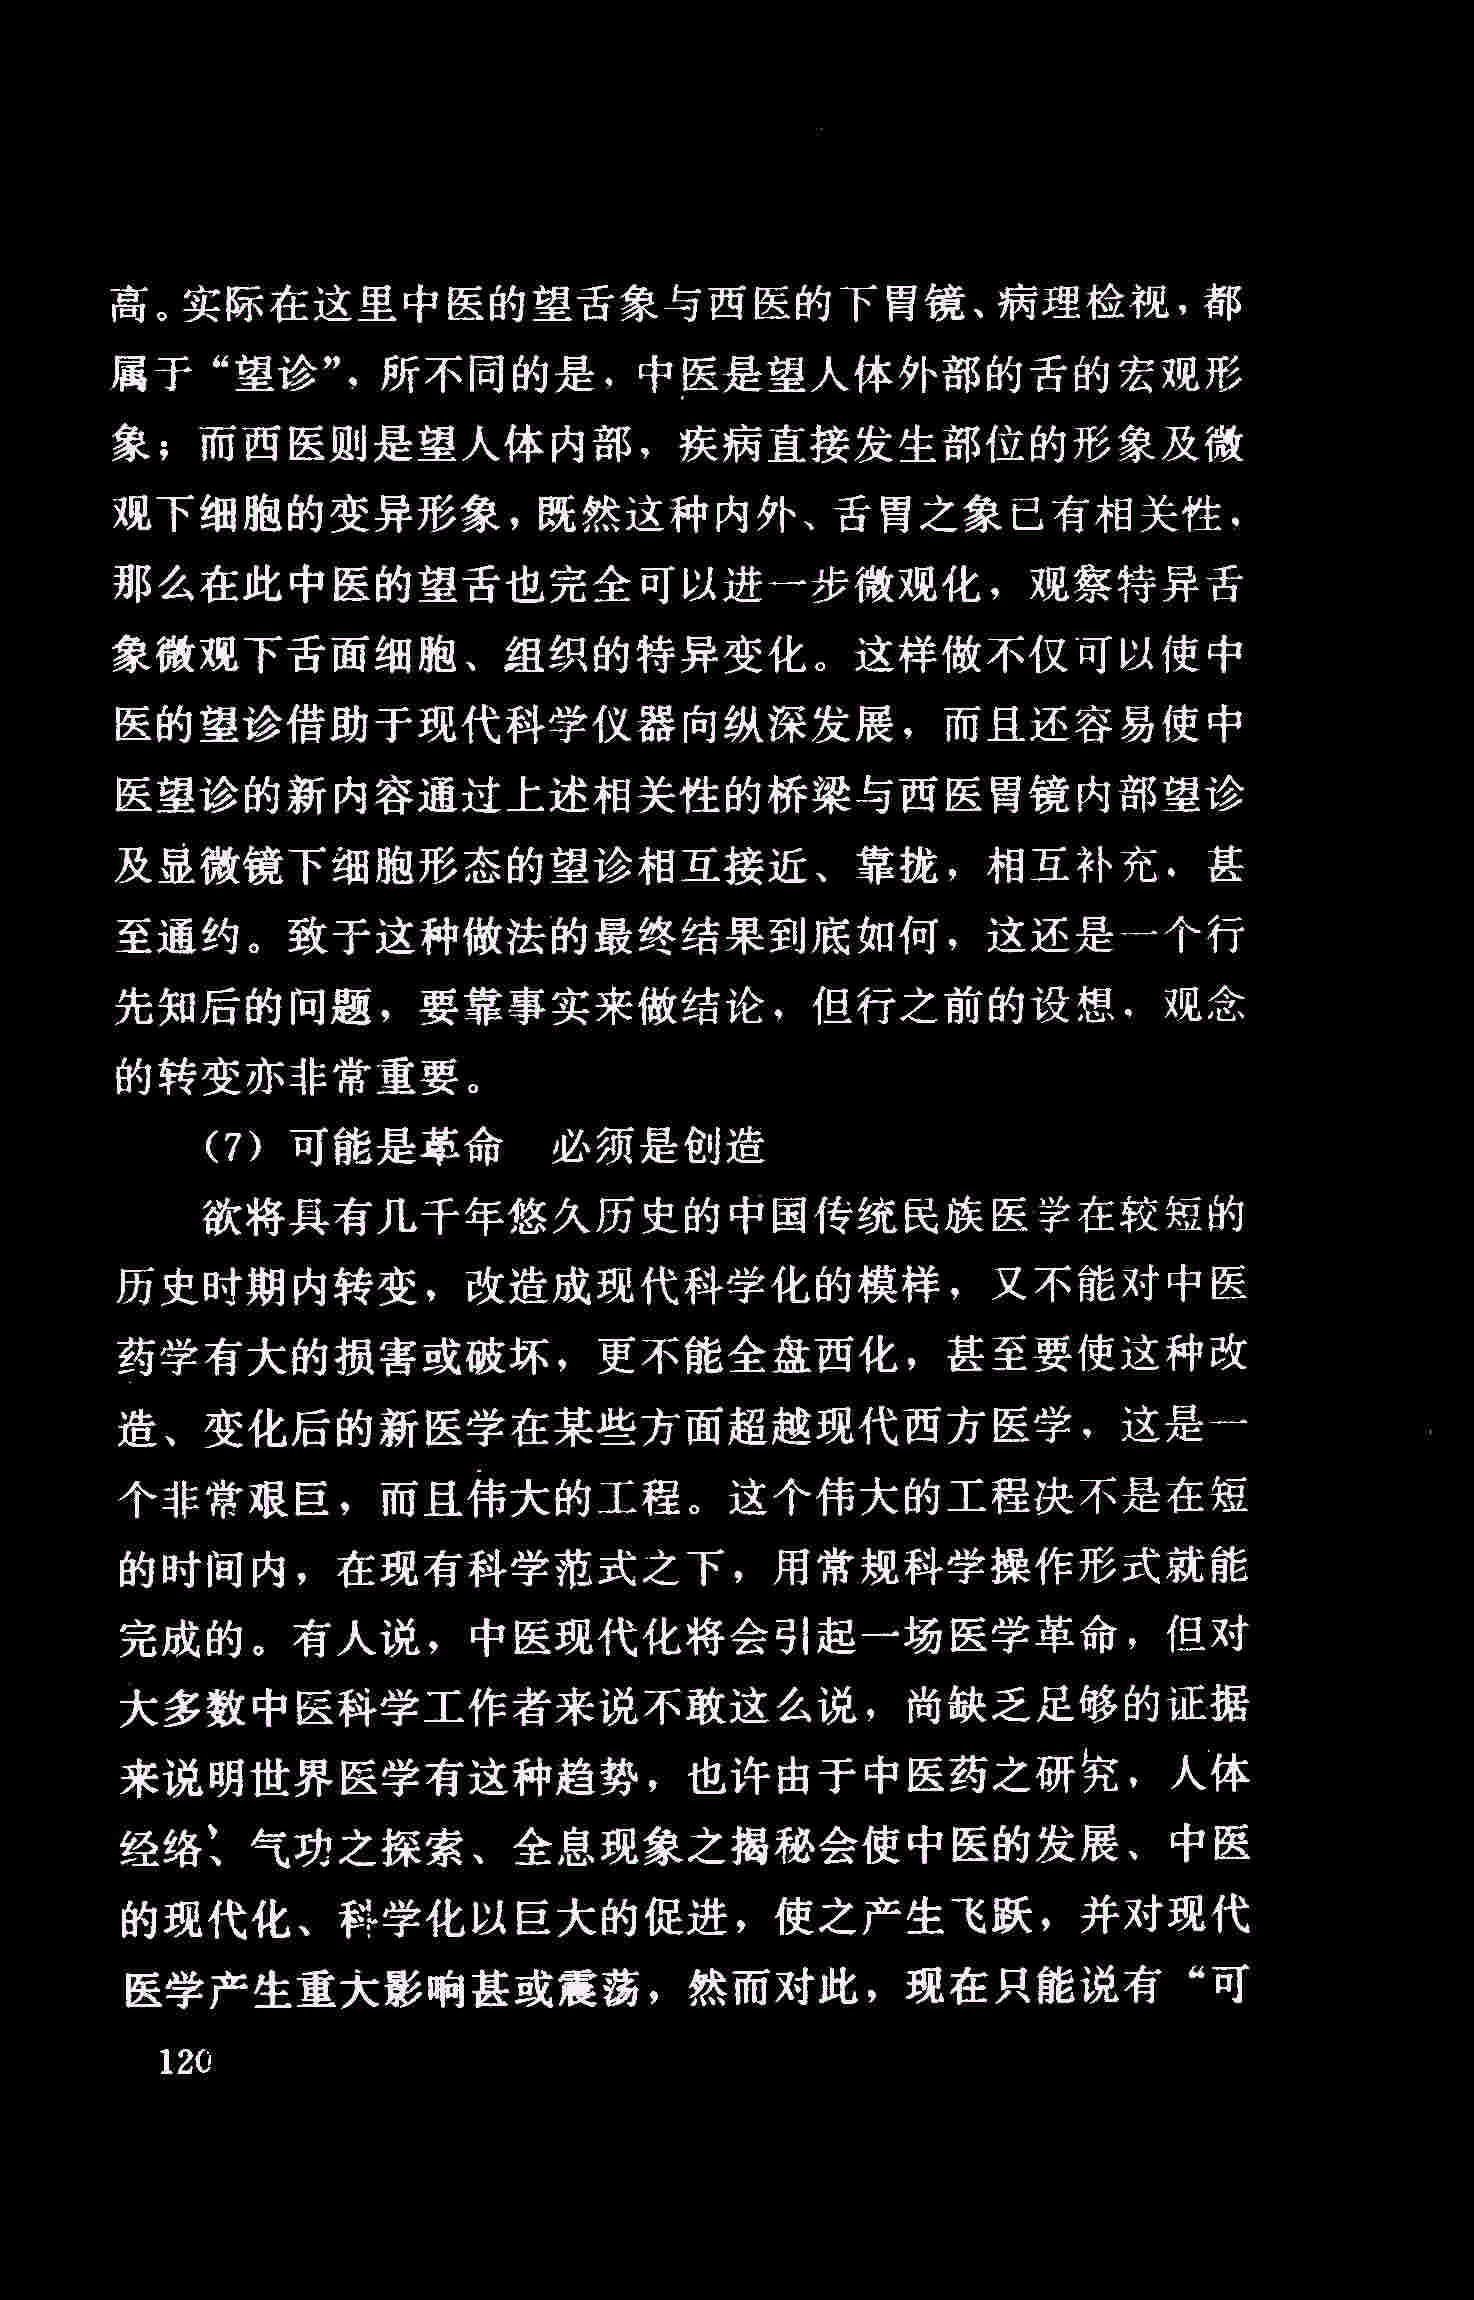 高。实际在这里中医的望舌象与西医的下胃镜、病理检视，都
属于“望诊”，所不同的是，中医是望人体外部的舌的宏观形
象；而西医则是望人体内部，疾病直接发生部位的形象及微
观下细胞的变异形象，既然这种内外、舌胃之象已有相关性，
那么在此中医的望舌也完全可以进一步微观化，观察特异舌
象微观下舌面细胞、组织的特异变化。这样做不仅可以使中
医的望诊借助于现代科学仪器向纵深发展，而且还容易使中
医望诊的新内容通过上述相关性的桥梁与西医胃镜内部望诊
及显微镜下细胞形态的望诊相互接近、靠拢，相互补充，甚
至通约。致于这种做法的最终结果到底如何，这还是一个行
先知后的问题，要靠事实来做结论，但行之前的设想，观念
的转变亦非常重要。
（7）可能是革命　必须是创造
欲将具有几千年悠久历史的中国传统民族医学在较短的
历史时期内转变，改造成现代科学化的模样，又不能对中医
药学有大的损害或破坏，更不能全盘西化，甚至要使这种改
造、变化后的新医学在某些方面超越现代西方医学，这是一
个非常艰巨，而且伟大的工程。这个伟大的工程决不是在短
的时间内，在现有科学范式之下，用常规科学操作形式就能
完成的。有人说，中医现代化将会引起一场医学革命，但对
大多数中医科学工作者来说不敢这么说，尚缺乏足够的证据
来说明世界医学有这种趋势，也许由于中医药之研究，人体
经络、气功之探索、全息现象之揭秘会使中医的发展、中医
的现代化、科学化以巨大的促进，使之产生飞跃，并对现代
医学产生重大影响甚或震荡，然而对此，现在只能说有“可
120